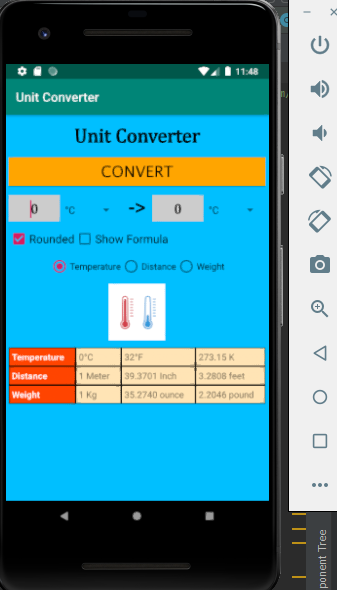 11:48
Unit Converter
Unit Converter
CONVERT
0 °C -> 0 °C
Rounded Show Formula
Temperature Distance Weight
Temperature 0°C 32°F 273.15 K
Distance 1 Meter 39.3701 Inch 3.2808 feet
Weight 1 Kg 35.2740 ounce 2.2046 pound
ponent Tree